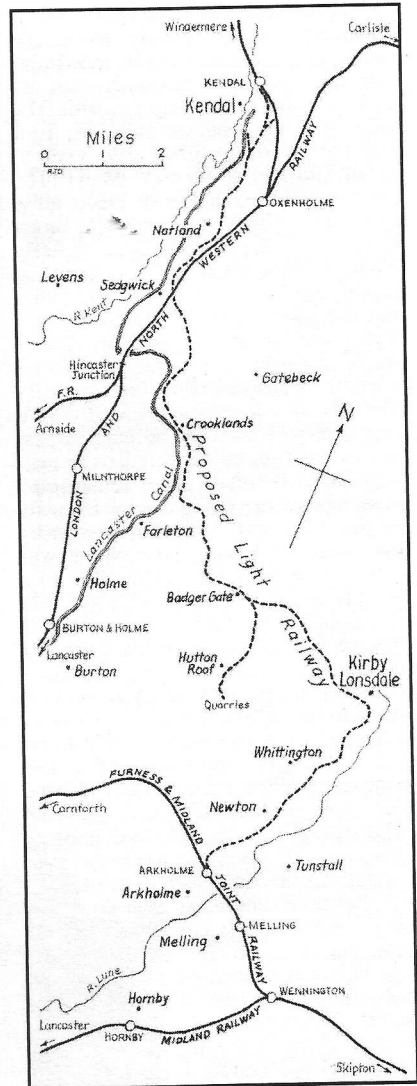 Windermere
Carlisle
KENDAL
Kendal
Miles
0 1 2
R.T.D.
RAILWAY
OXENHOLME
Natland
WESTERN
Levens
Sedgwick
R. Kent
NORTH
Hincaster
Junction
Gatebeck
F.R.
AND
Arnside
Crooklands
N
MILNTHORPE
Proposed Light Railway
LONDON
Lancaster Canal
Farleton
Holme
Badger Gate
BURTON & HOLME
Lancaster
Burton
Hutton
Roof
Kirby
Lonsdale
Quarries
Whittington
FURNESS & MIDLAND
Carnforth
Newton
JOINT
Tunstall
ARKHOLME
Arkholme
MELLING
Melling
RAILWAY
R. Lune
WENNINGTON
Hornby
Lancaster
HORNBY
MIDLAND RAILWAY
Skipton